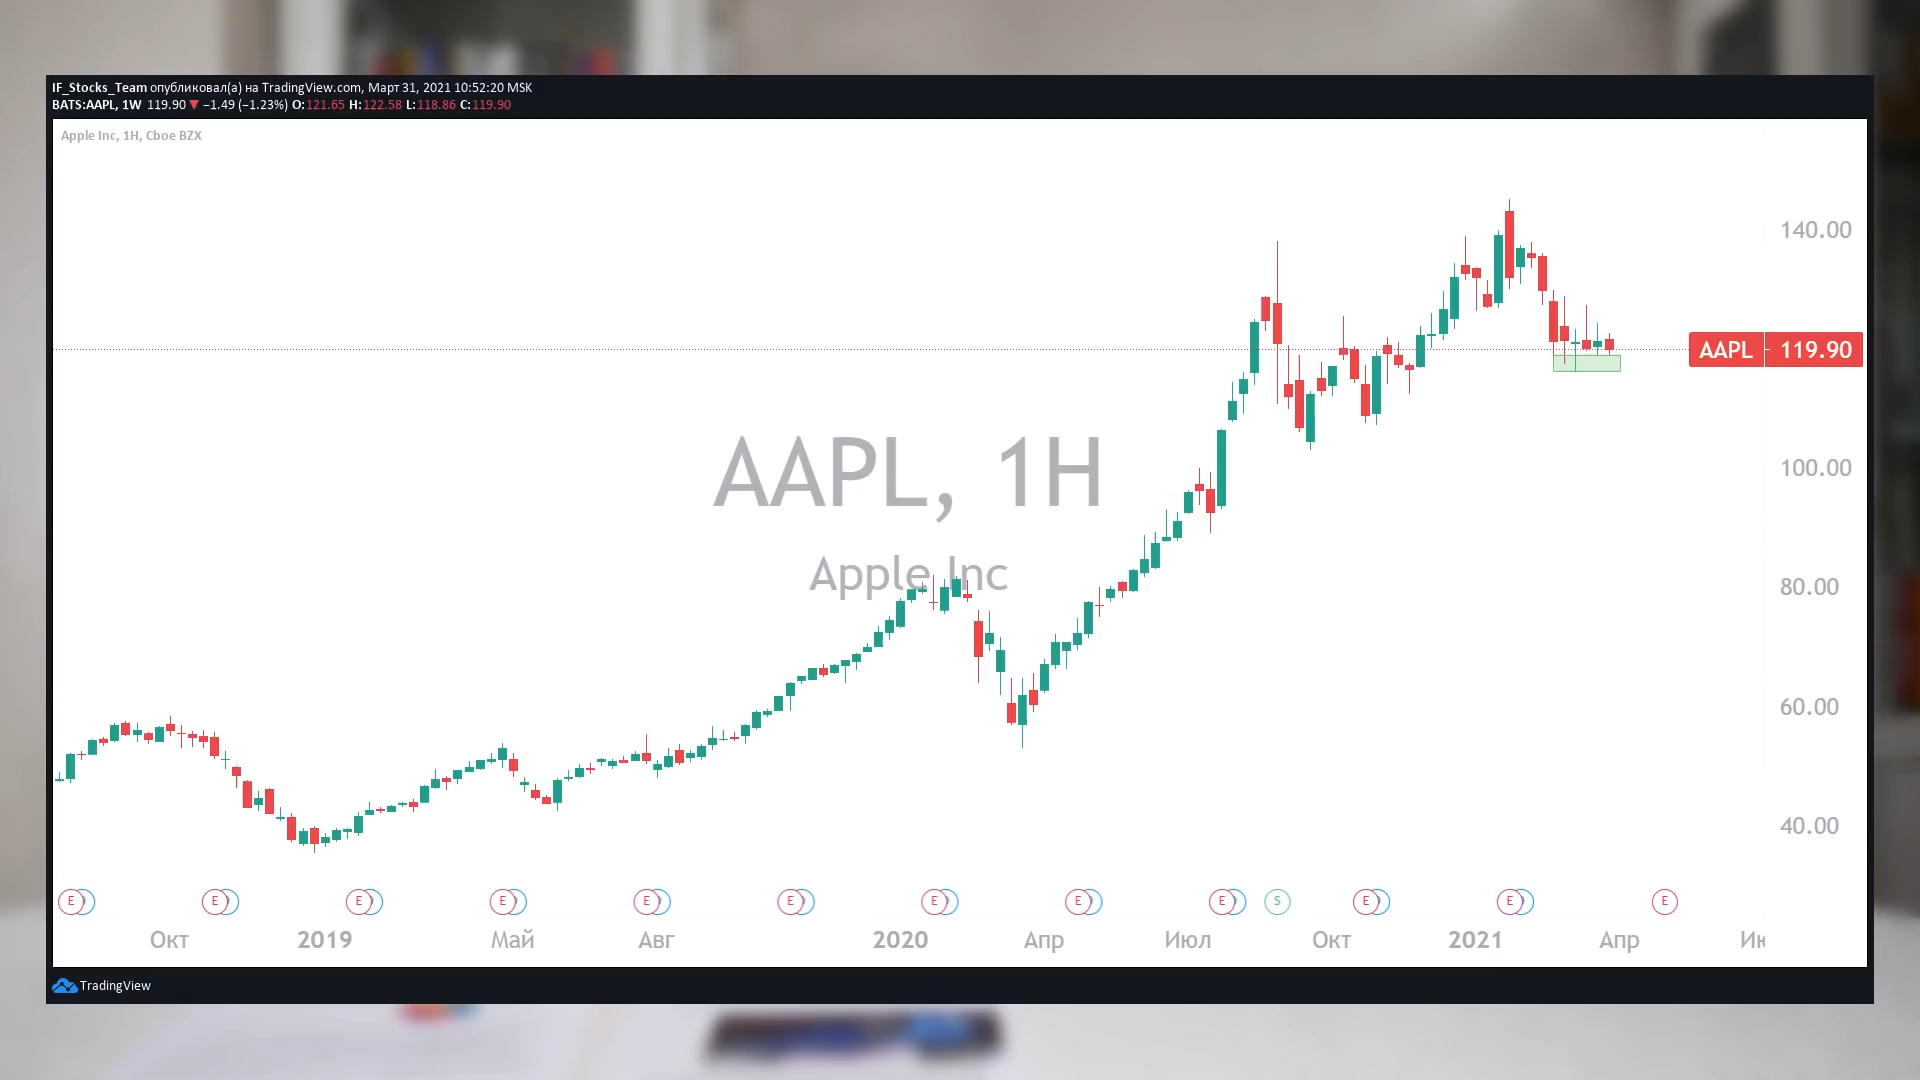 IF_Stocks_Team опубликовал(а) на TradingView.com, Март 31, 2021 10:52:20 MSK
BATS:AAPL, 1W 119.90 ▼ −1.49 (−1.23%) O:121.65 H:122.58 L:118.86 C:119.90
Apple Inc, 1Н, Cboe BZX
140.00
AAPL 119.90
AAPL, 1Н
100.00
Apple Inc
80.00
60.00
40.00
E E E E E E E E E S E E E
Окт 2019 Май Авг 2020 Апр Июл Окт 2021 Апр
TradingView